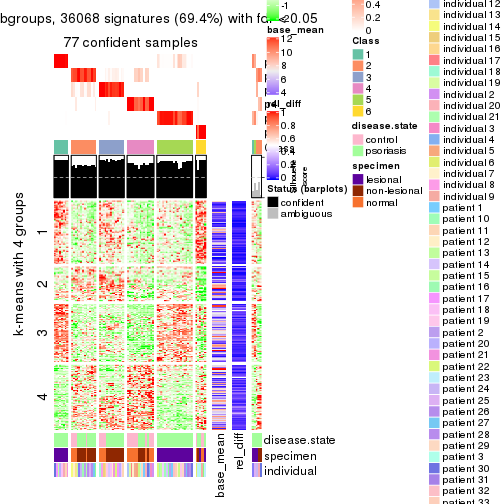 bgroups, 36068 signatures (69.4%) with fdr < 0.05
77 confident samples
k-means with 4 groups
1
2
3
4
base_mean
rel_diff
disease.state
specimen
individual
-1
-2
base_mean
12
10
8
6
4
rel_diff
1
0.8
0.6
0.4
0.2
0
Silhouette
score
Status (barplots)
confident
ambiguous
0.4
0.2
0
Class
1
2
3
4
5
6
disease.state
control
psoriasis
specimen
lesional
non-lesional
normal
individual 12
individual 13
individual 14
individual 15
individual 16
individual 17
individual 18
individual 19
individual 2
individual 20
individual 21
individual 3
individual 4
individual 5
individual 6
individual 7
individual 8
individual 9
patient 1
patient 10
patient 11
patient 12
patient 13
patient 14
patient 15
patient 16
patient 17
patient 18
patient 19
patient 2
patient 20
patient 21
patient 22
patient 23
patient 24
patient 25
patient 26
patient 27
patient 28
patient 29
patient 3
patient 30
patient 31
patient 32
patient 33